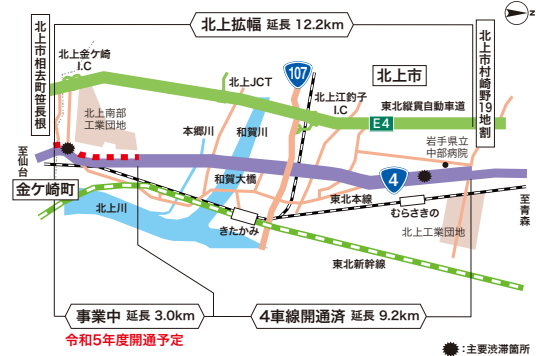 北上拡幅 延長 12.2km
N
北上市相去町笹長根
北上市村崎野19地割
北上金ケ崎
I.C
107
北上JCT
北上江釣子
I.C
北上市
東北縦貫自動車道
E4
北上南部
工業団地
本郷川
和賀川
岩手県立
中部病院
至仙台
金ケ崎町
和賀大橋
4
北上川
きたかみ
東北本線
むらさきの
至青森
北上工業団地
東北新幹線
事業中 延長 3.0km
4車線開通済 延長 9.2km
令和5年度開通予定
:主要渋滞箇所